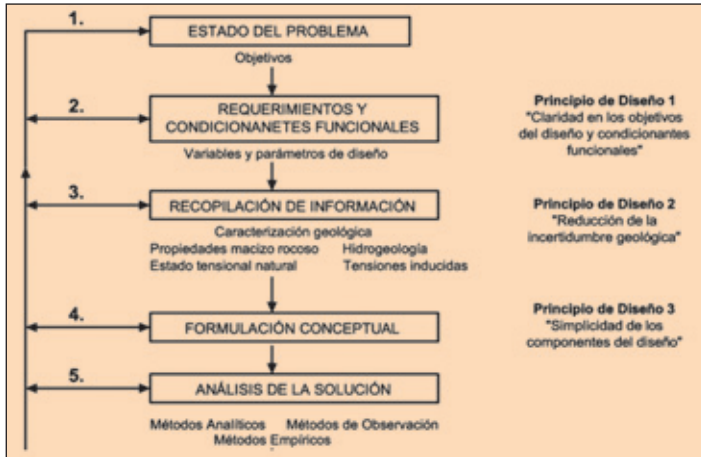 1.
ESTADO DEL PROBLEMA
Objetivos
2.
REQUERIMIENTOS Y
CONDICIONANETES FUNCIONALES
Variables y parámetros de diseño
Principio de Diseño 1
"Claridad en los objetivos
del diseño y condicionantes
funcionales"
3.
RECOPILACIÓN DE INFORMACIÓN
Caracterización geológica
Propiedades macizo rocoso Hidrogeología
Estado tensional natural Tensiones inducidas
Principio de Diseño 2
"Reducción de la
incertidumbre geológica"
4.
FORMULACIÓN CONCEPTUAL
Principio de Diseño 3
"Simplicidad de los
componentes del diseño"
5.
ANÁLISIS DE LA SOLUCIÓN
Métodos Analíticos Métodos de Observación
Métodos Empíricos